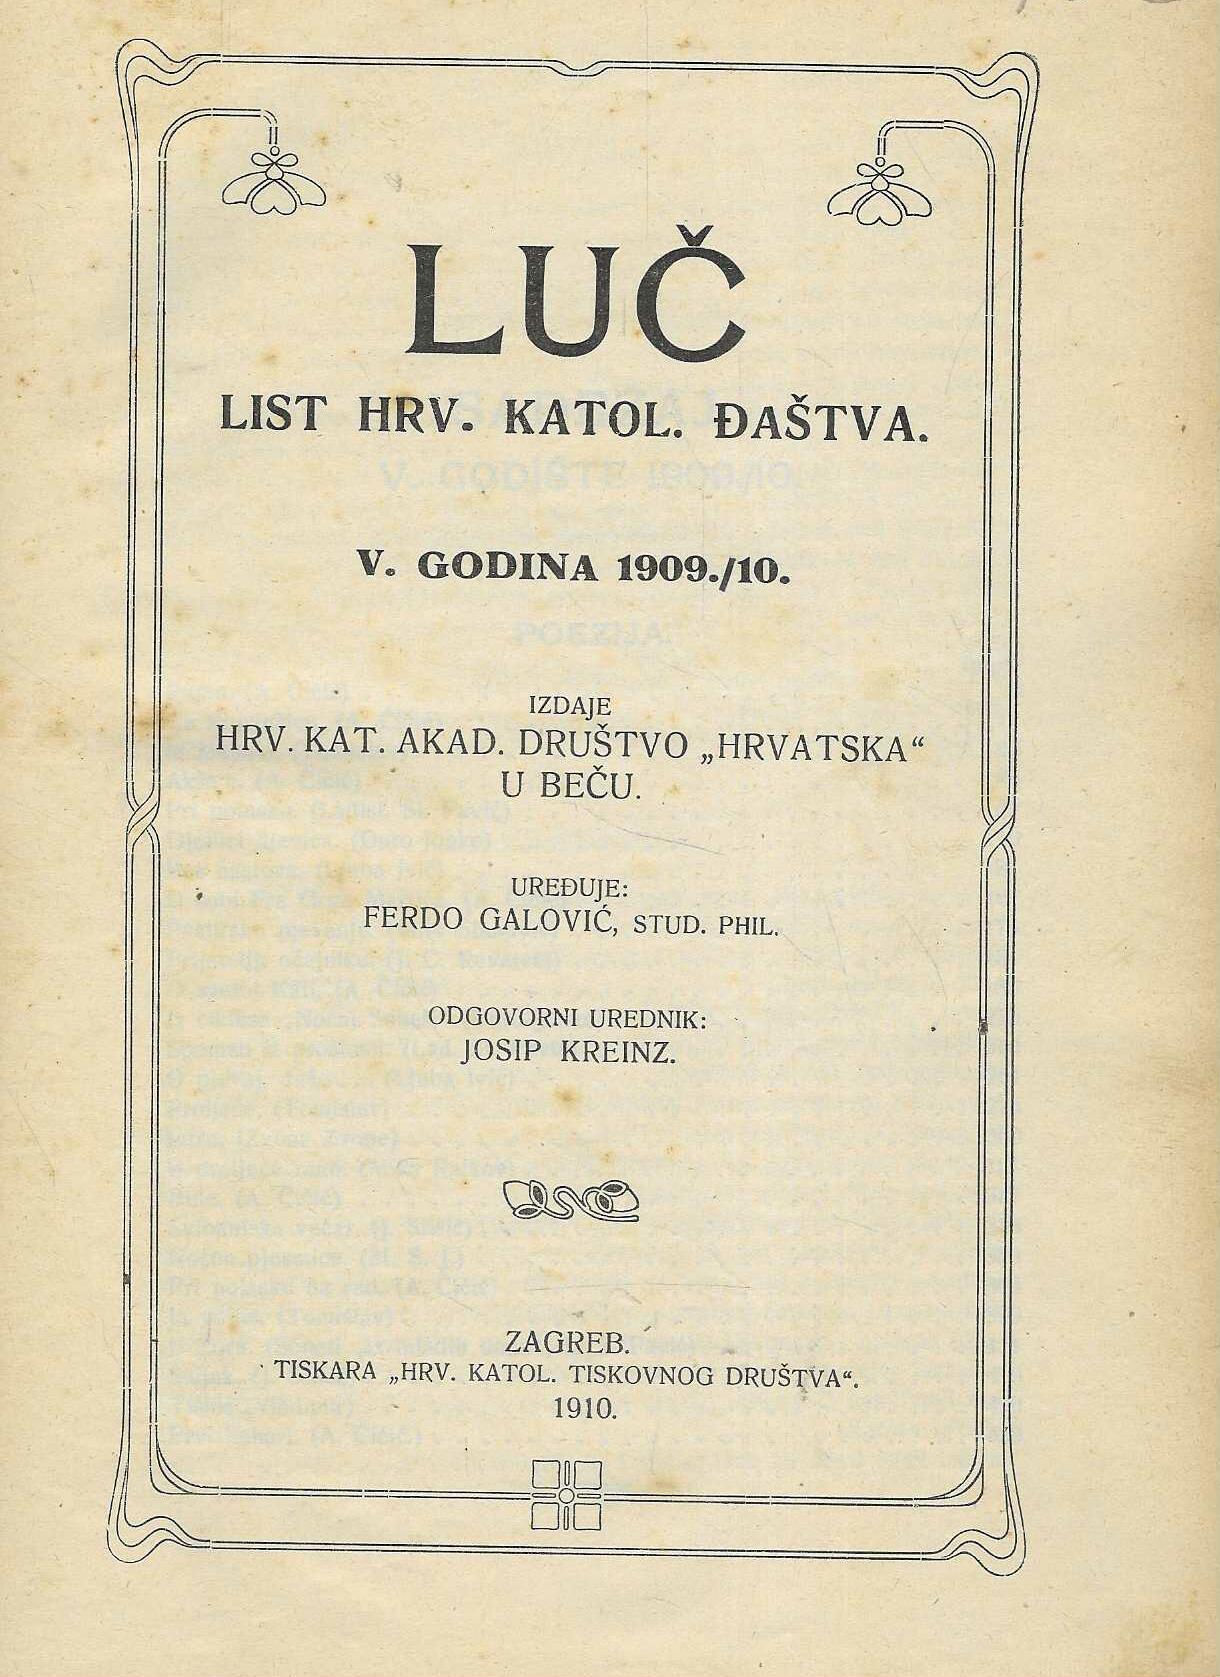 LUČ
LIST HRV. KATOL. ĐAŠTVA.
V. GODINA 1909./10.
IZDAJE
HRV. KAT. AKAD. DRUŠTVO „HRVATSKA“
U BEČU.
UREĐUJE:
FERDO GALOVIĆ, STUD. PHIL.
ODGOVORNI UREDNIK:
JOSIP KREINZ.
ZAGREB.
TISKARA „HRV. KATOL. TISKOVNOG DRUŠTVA“.
1910.